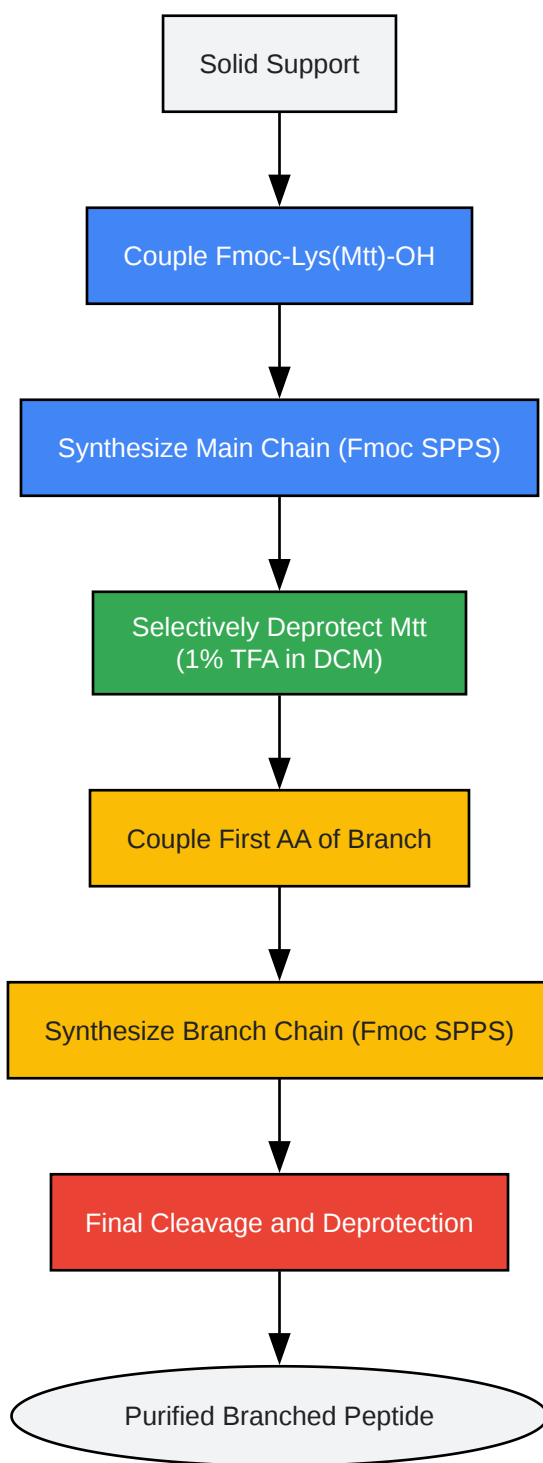 Solid Support
Couple Fmoc-Lys(Mtt)-OH
Synthesize Main Chain (Fmoc SPPS)
Selectively Deprotect Mtt
(1% TFA in DCM)
Couple First AA of Branch
Synthesize Branch Chain (Fmoc SPPS)
Final Cleavage and Deprotection
Purified Branched Peptide